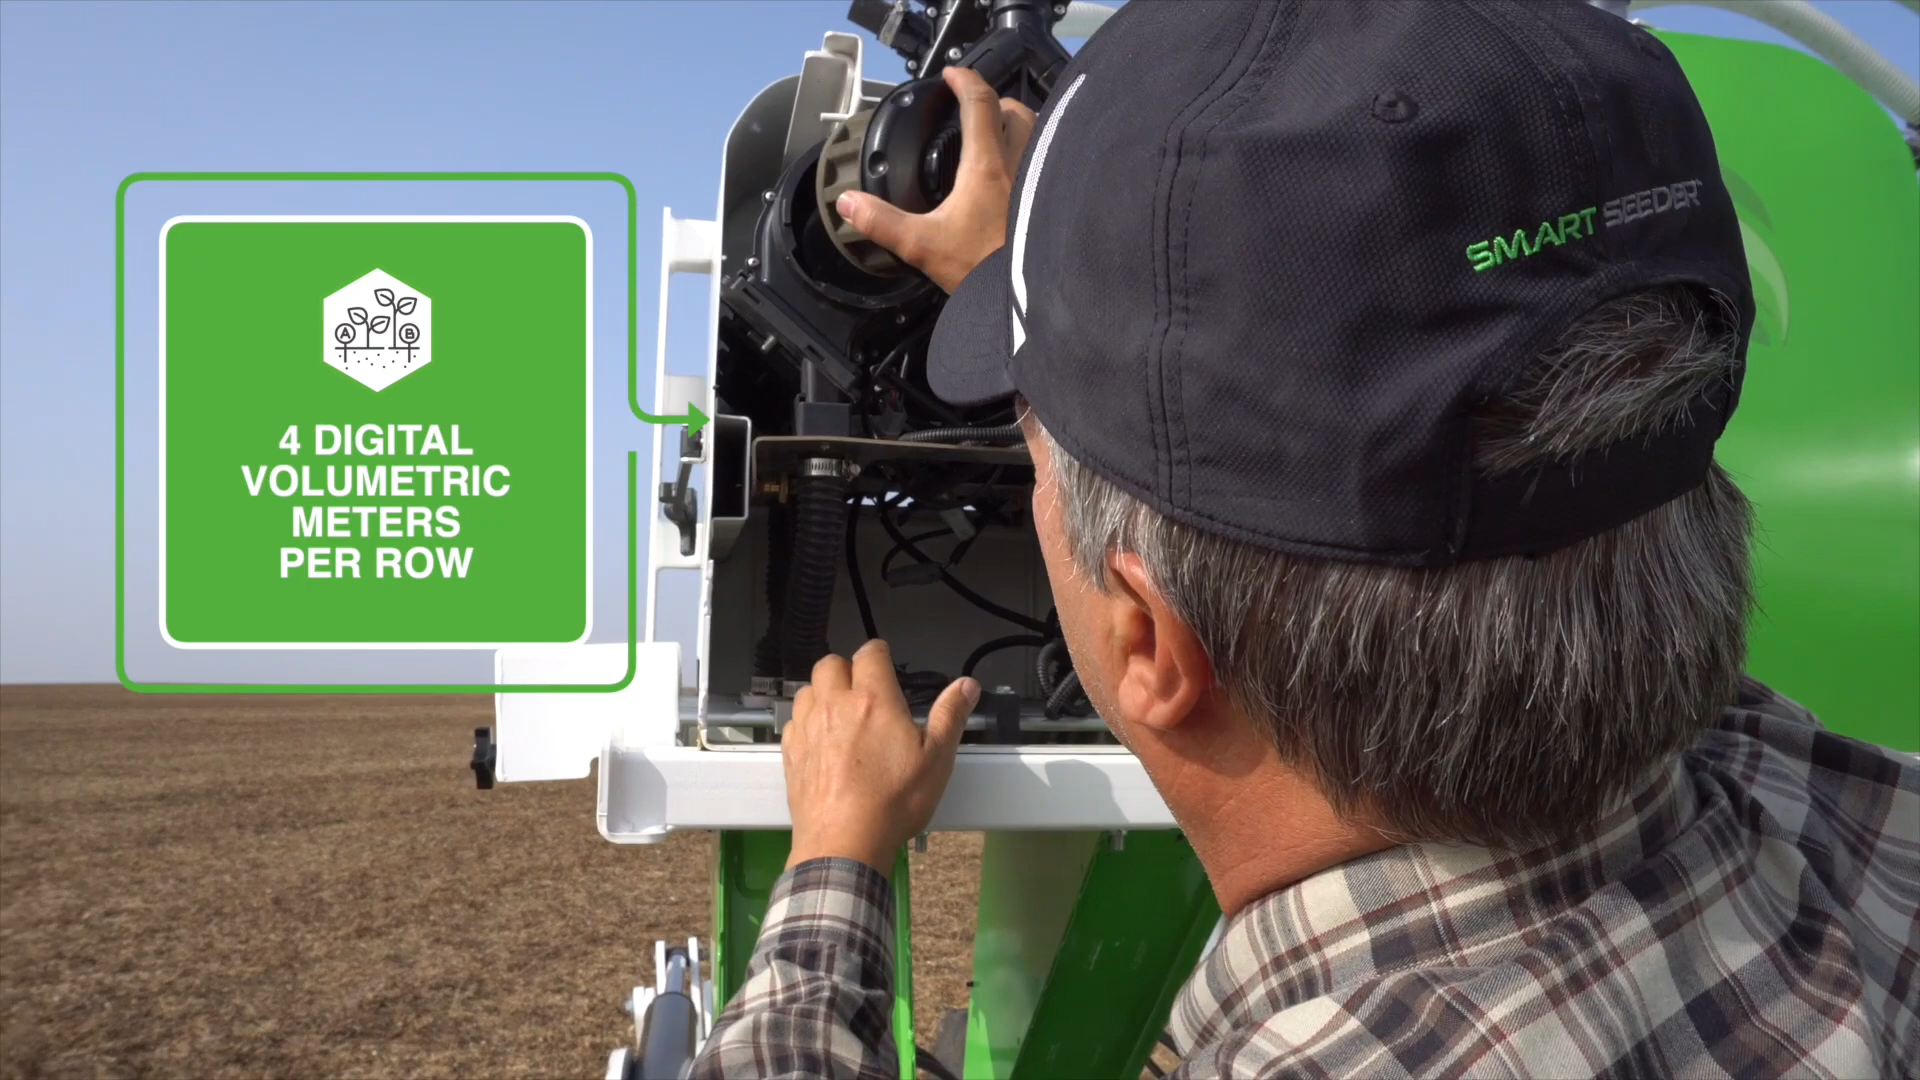 A
B
4 DIGITAL
VOLUMETRIC
METERS
PER ROW
SMART SEEDER